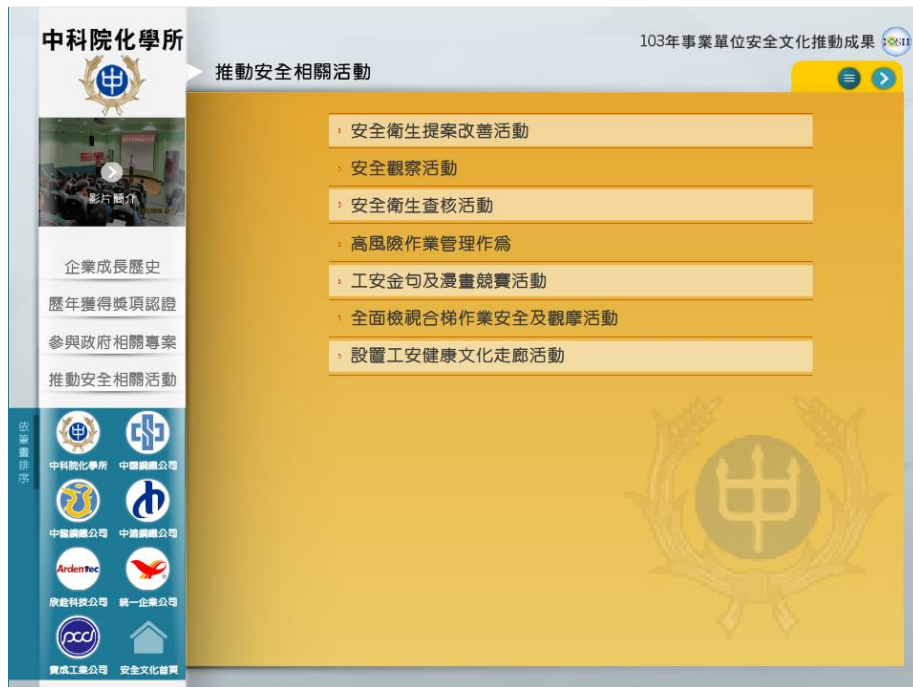 中科院化學所
103年事業單位安全文化推動成果
推動安全相關活動
影片簡介
企業成長歷史
歷年獲得獎項認證
參與政府相關專案
推動安全相關活動
安全衛生提案改善活動
安全觀察活動
安全衛生查核活動
高風險作業管理作為
工安金句及漫畫競賽活動
全面檢視合梯作業安全及觀摩活動
設置工安健康文化走廊活動
依筆畫排序
中科院化學所 中國鋼鐵公司
中龍鋼鐵公司 中鴻鋼鐵公司
Ardentec
欣銓科技公司 統一企業公司
pcc
寶成工業公司 安全文化首頁